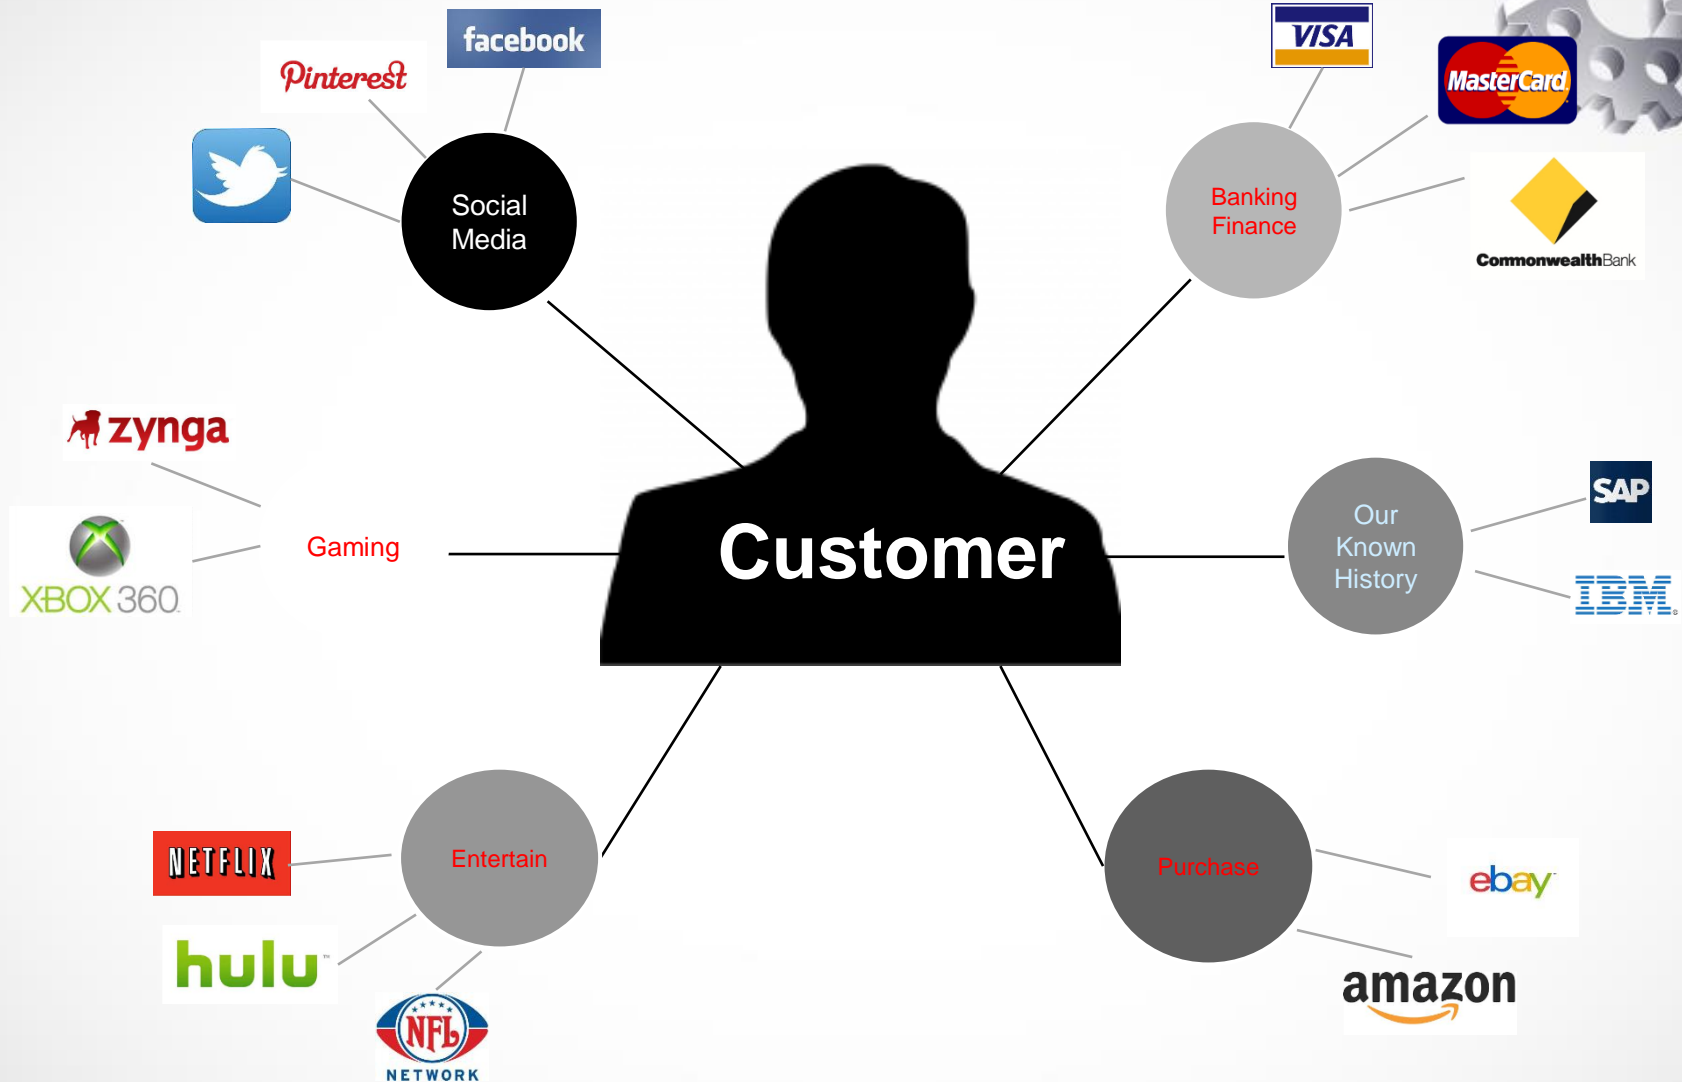 facebook
Pinterest
Social
Media
VISA
MasterCard
Banking
Finance
CommonwealthBank
zynga
XBOX 360
Gaming
Customer
Our
Known
History
SAP
IBM
NETFLIX
hulu
Entertain
NFL
NETWORK
Purchase
ebay
amazon